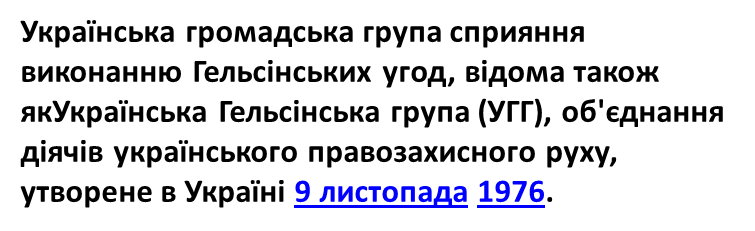 Українська громадська група сприяння
виконанню Гельсінських угод, відома також
якУкраїнська Гельсінська група (УГГ), об'єднання
діячів українського правозахисного руху,
утворене в Україні 9 листопада 1976.